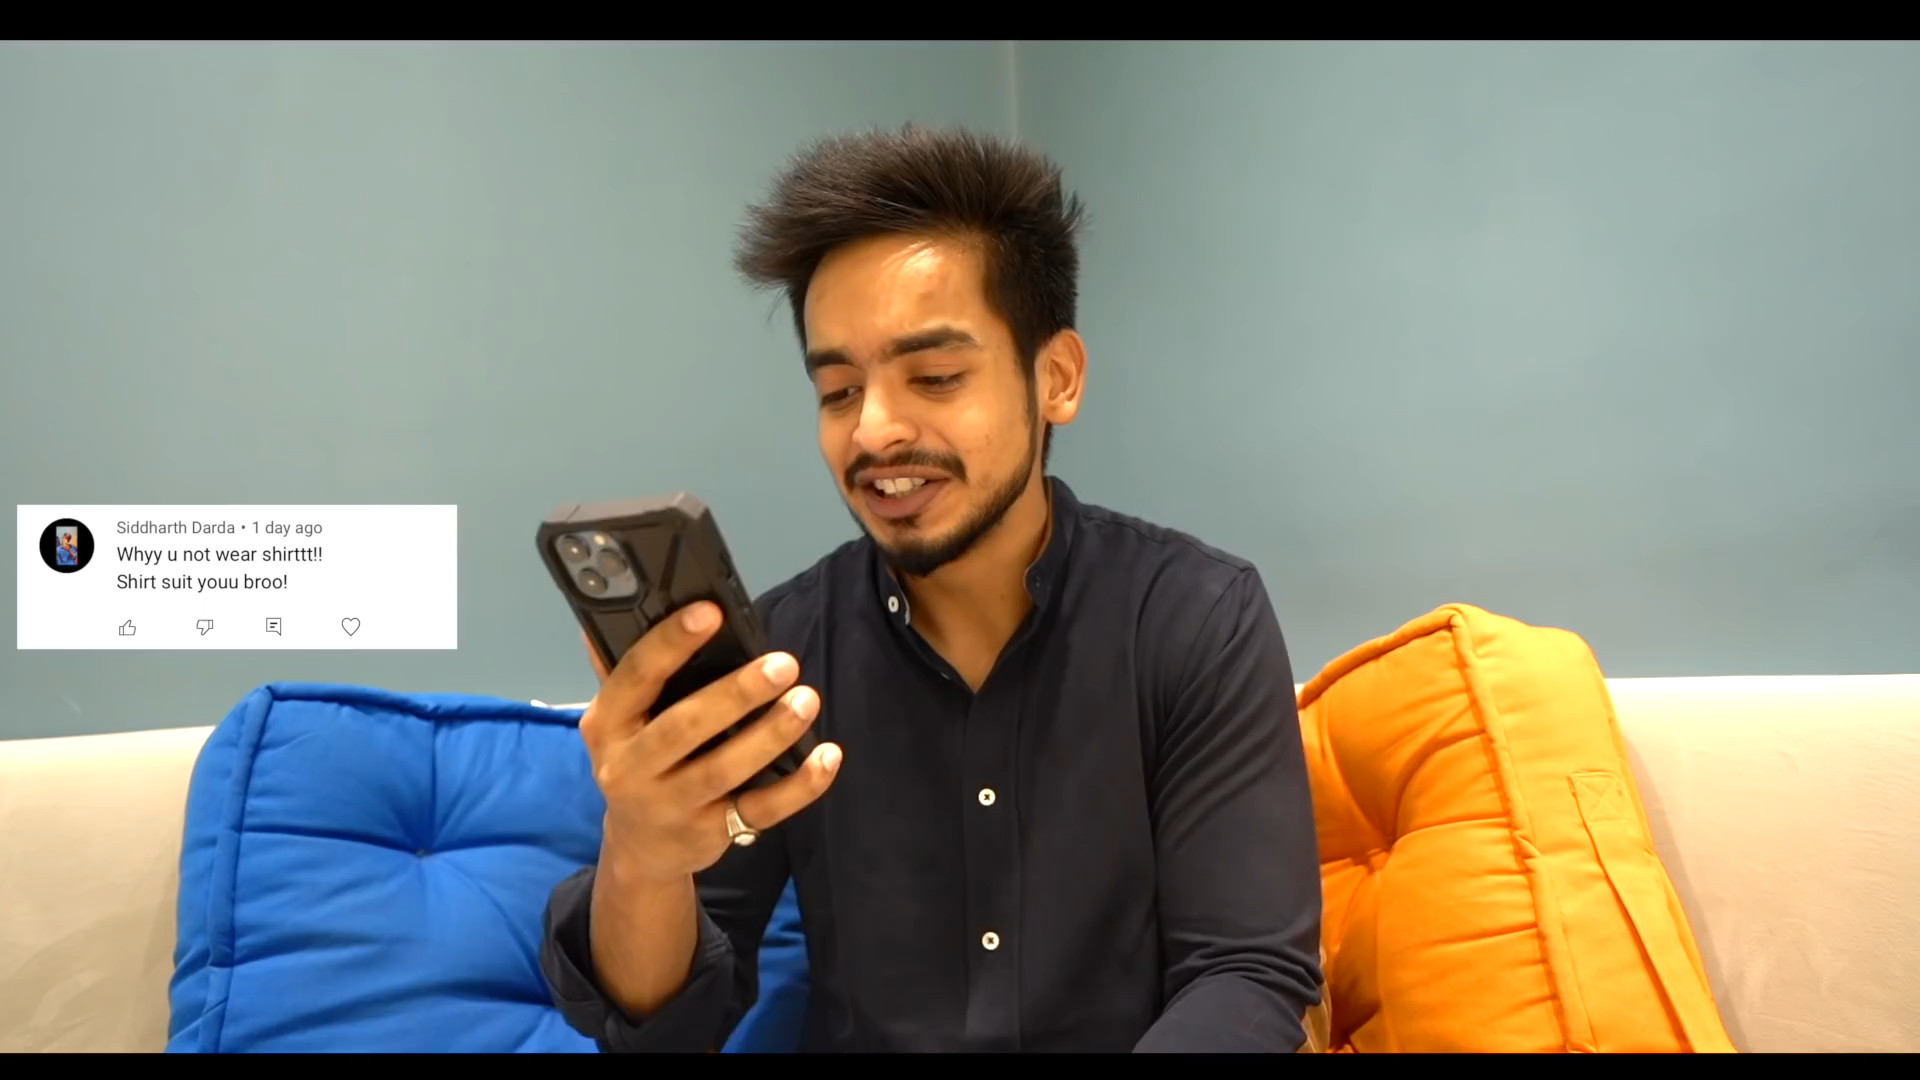 Siddharth Darda • 1 day ago
Whyy u not wear shirttt!!
Shirt suit youu broo!